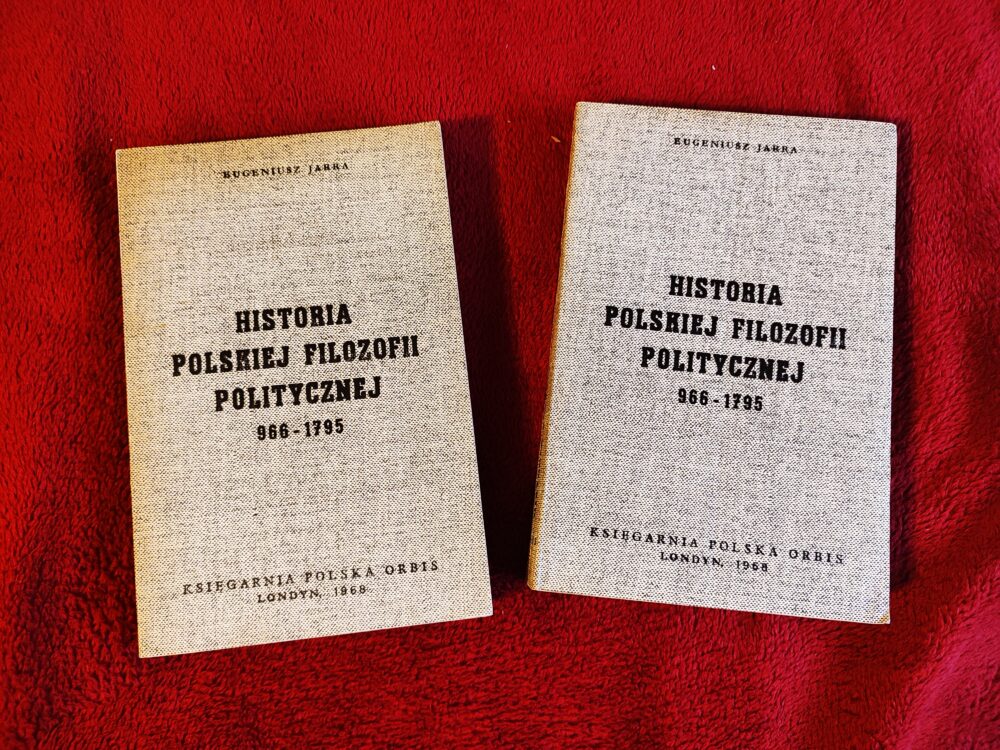 EUGENIUSZ JARRA
HISTORIA
POLSKIEJ FILOZOFII
POLITYCZNEJ
966-1795
KSIĘGARNIA POLSKA ORBIS
LONDYN, 1968
EUGENIUSZ JARRA
HISTORIA
POLSKIEJ FILOZOFII
POLITYCZNEJ
966-1795
KSIĘGARNIA POLSKA ORBIS
LONDYN, 1968